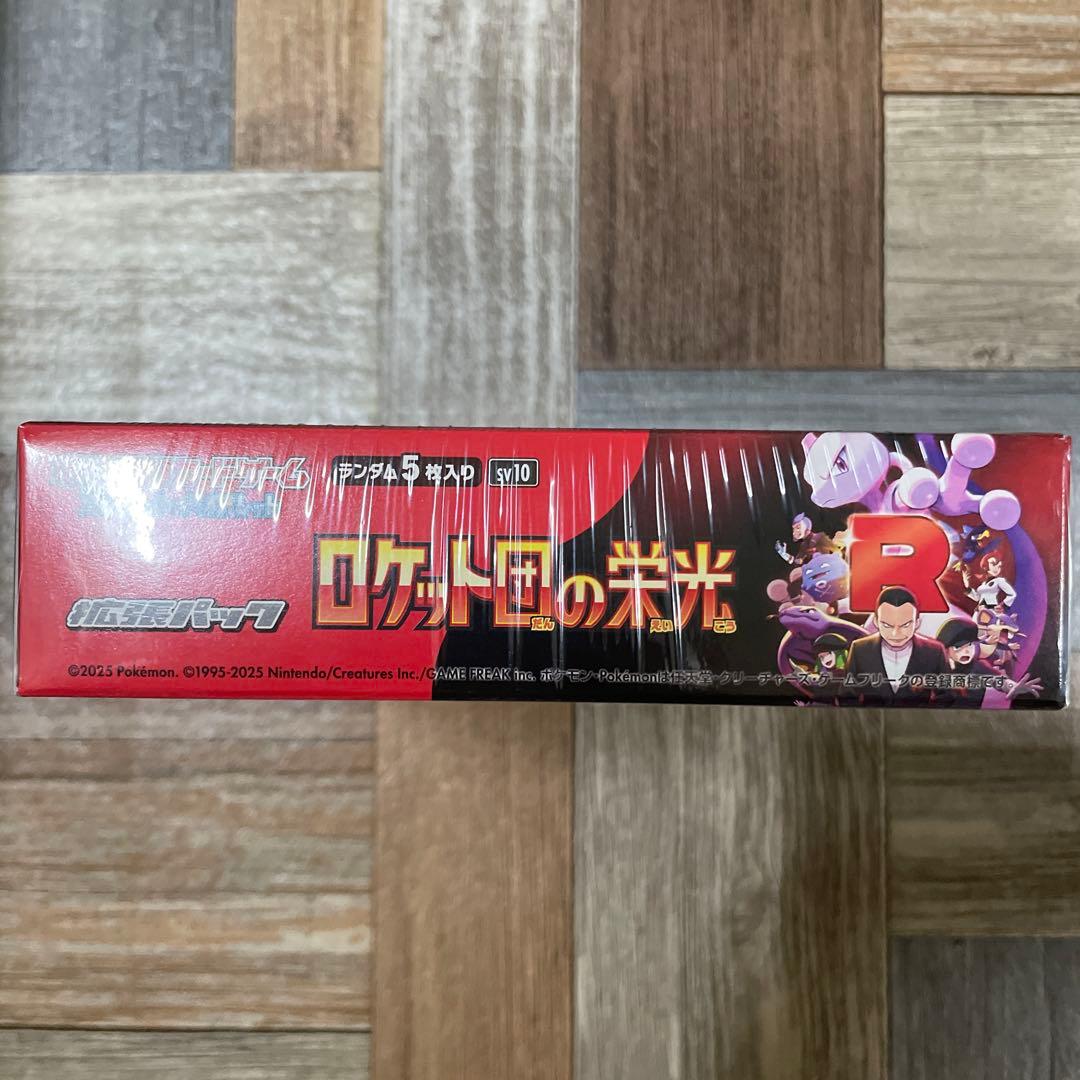 ランダム5枚入り sv10
拡張パック
ロケット団の栄光
だん えい こう
R
©2025 Pokémon. ©1995-2025 Nintendo/Creatures Inc./GAME FREAK inc. ポケモン・Pokémonは任天堂・クリーチャーズ・ゲームフリークの登録商標です。